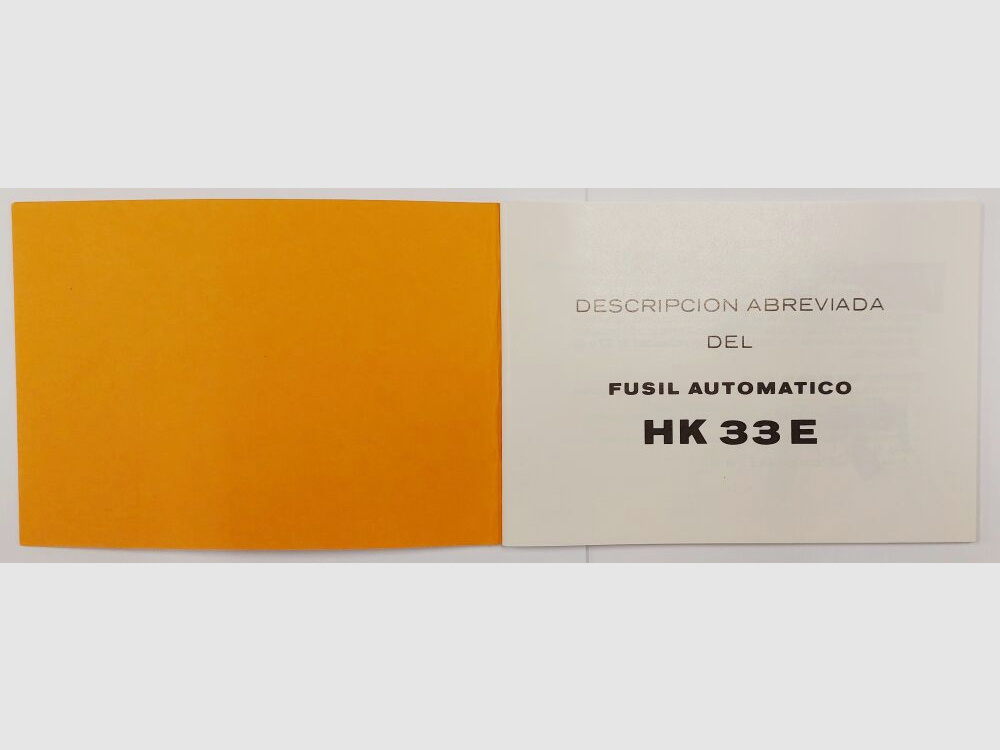 DESCRIPCION ABREVIADA
DEL
FUSIL AUTOMATICO
HK 33 E